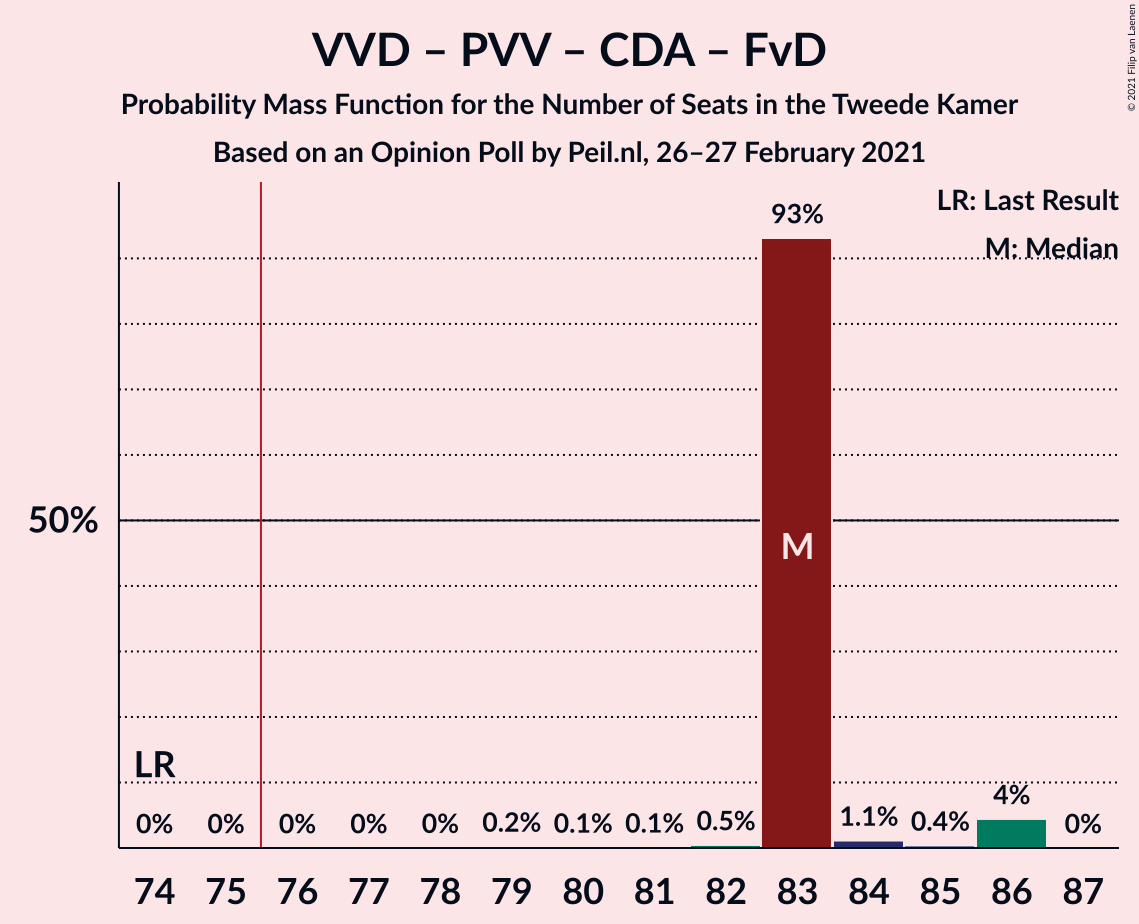 VVD – PVV – CDA – FvD
Probability Mass Function for the Number of Seats in the Tweede Kamer
Based on an Opinion Poll by Peil.nl, 26–27 February 2021
© 2021 Filip van Laenen
LR: Last Result
M: Median
93%
50%
M
LR
0% 0% 0% 0% 0% 0.2% 0.1% 0.1% 0.5% 1.1% 0.4% 4% 0%
74 75 76 77 78 79 80 81 82 83 84 85 86 87